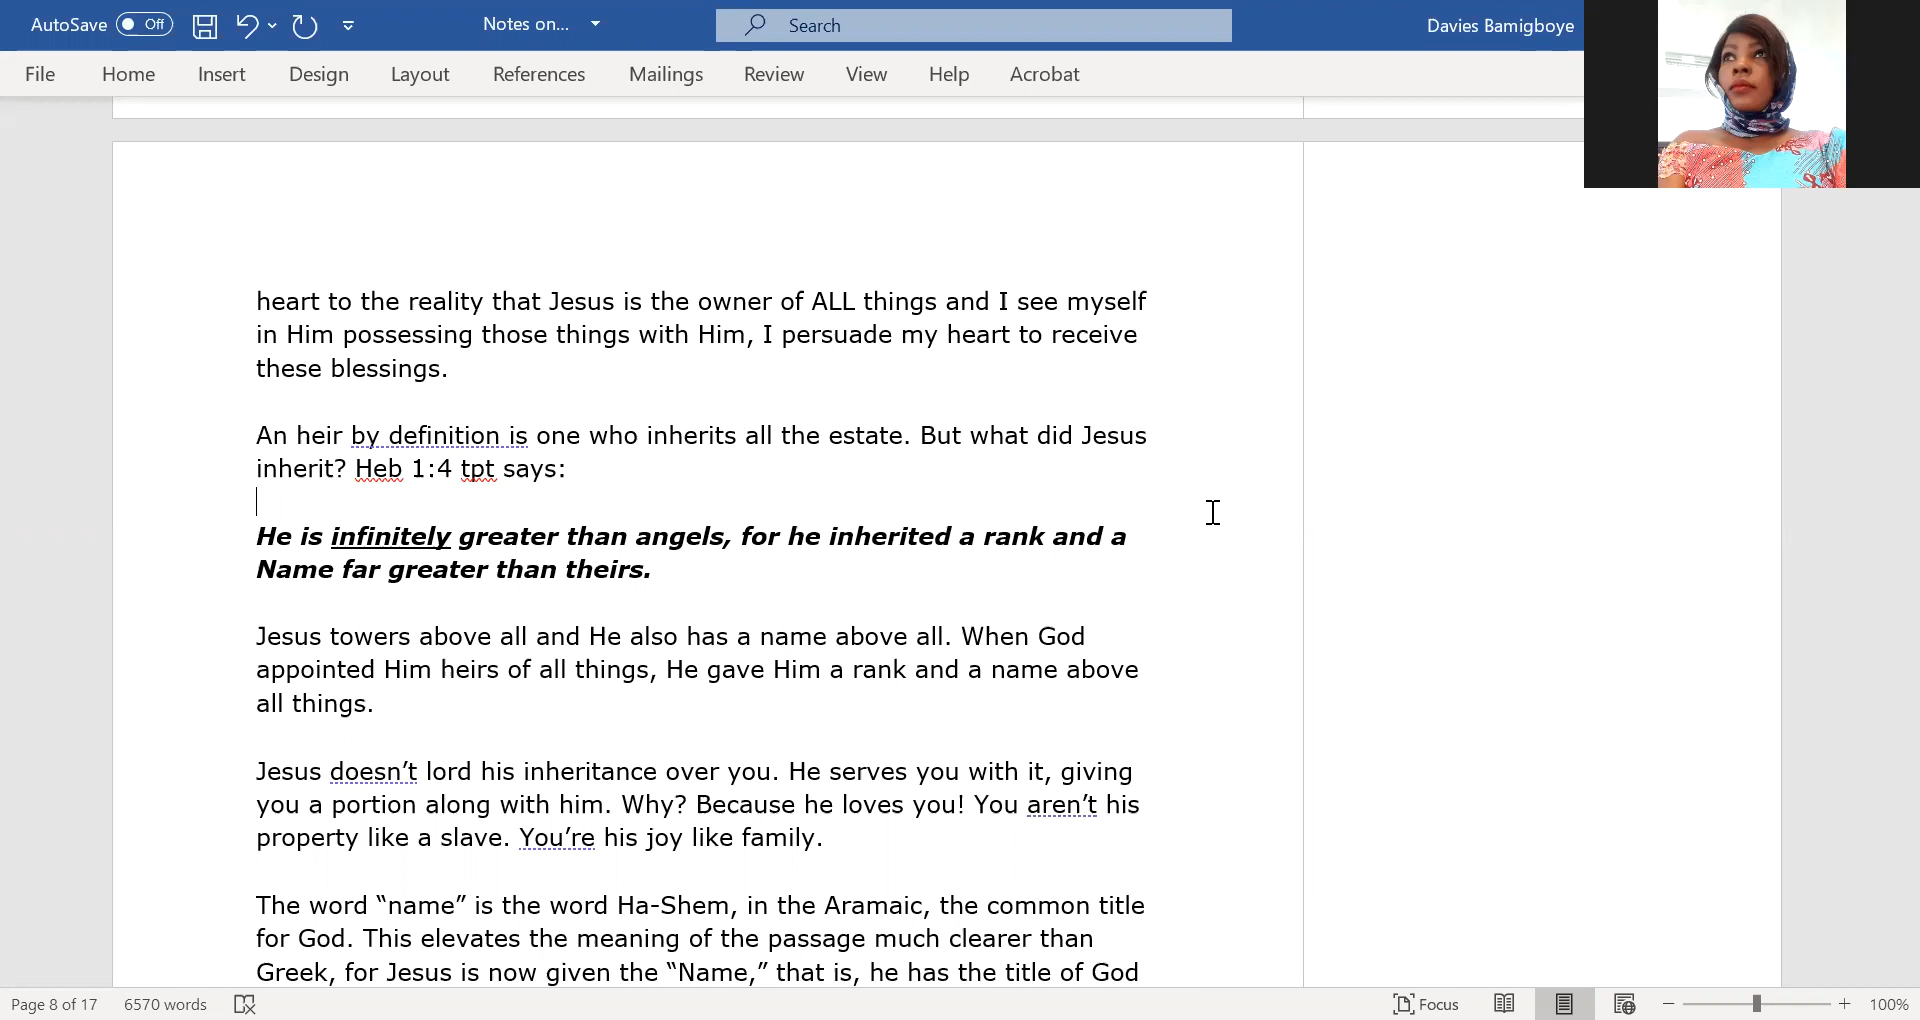 AutoSave Off Notes on... Search Davies Bamigboye
File Home Insert Design Layout References Mailings Review View Help Acrobat
heart to the reality that Jesus is the owner of ALL things and I see myself
in Him possessing those things with Him, I persuade my heart to receive
these blessings.
An heir by definition is one who inherits all the estate. But what did Jesus
inherit? Heb 1:4 tpt says:
He is infinitely greater than angels, for he inherited a rank and a
Name far greater than theirs.
Jesus towers above all and He also has a name above all. When God
appointed Him heirs of all things, He gave Him a rank and a name above
all things.
Jesus doesn’t lord his inheritance over you. He serves you with it, giving
you a portion along with him. Why? Because he loves you! You aren’t his
property like a slave. You’re his joy like family.
The word “name” is the word Ha-Shem, in the Aramaic, the common title
for God. This elevates the meaning of the passage much clearer than
Greek, for Jesus is now given the “Name,” that is, he has the title of God
Page 8 of 17 6570 words Focus 100%